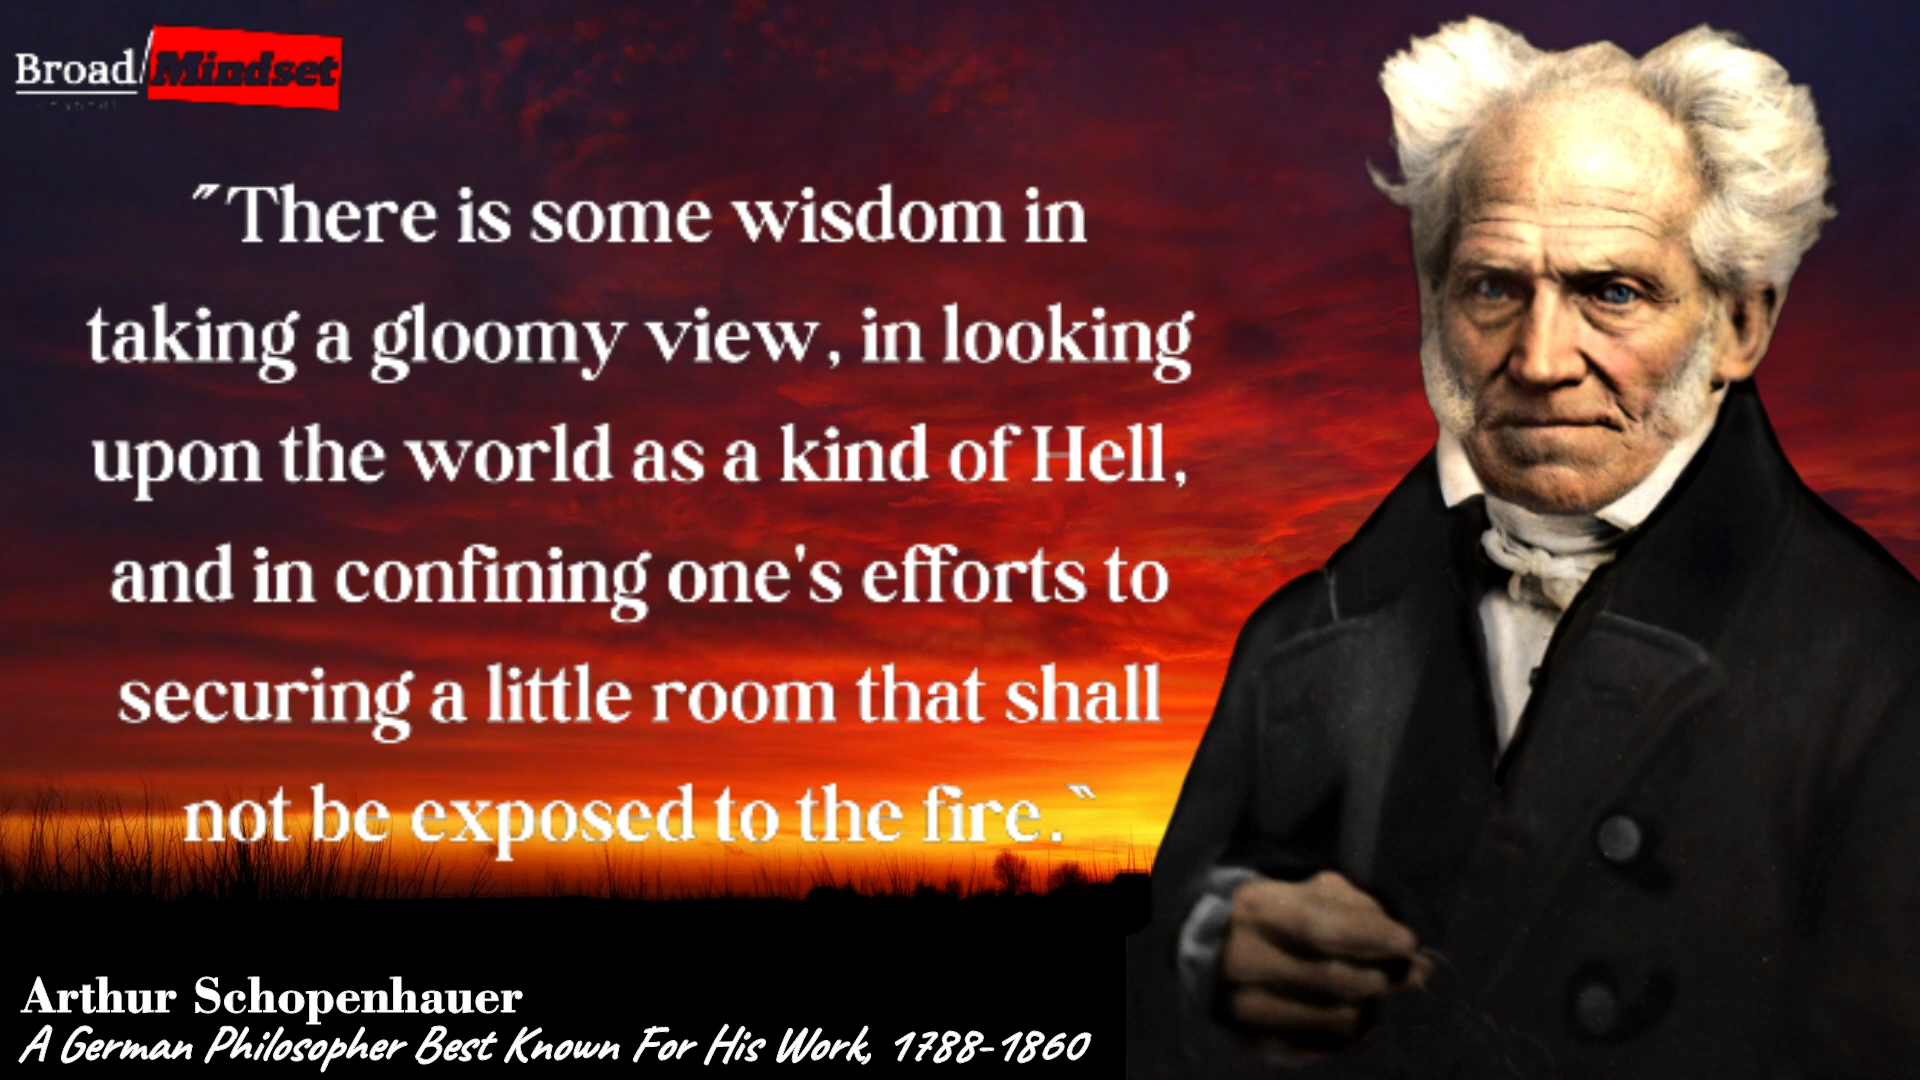 Broad Mindset
"There is some wisdom in
taking a gloomy view, in looking
upon the world as a kind of Hell,
and in confining one's efforts to
securing a little room that shall
not be exposed to the fire."
Arthur Schopenhauer
A German Philosopher Best Known For His Work, 1788-1860